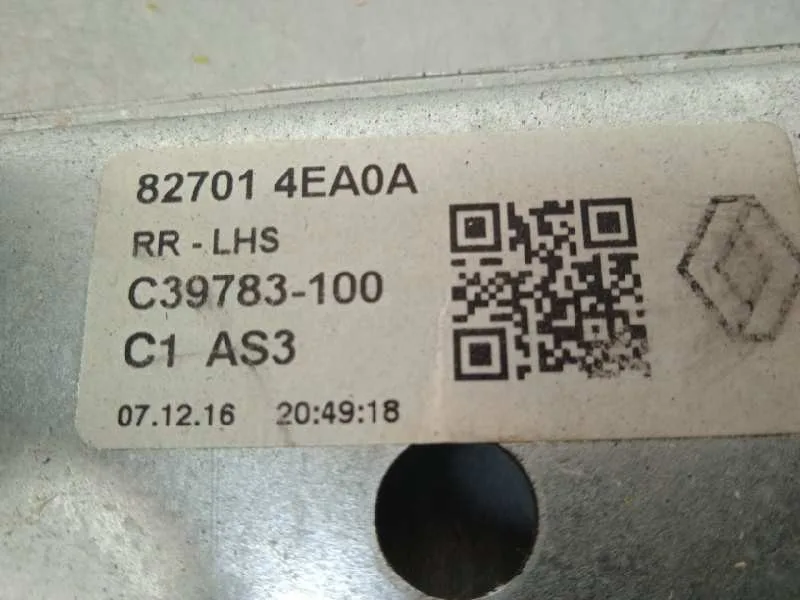 82701 4EA0A
RR - LHS
C39783-100
C1 AS3
07.12.16 20:49:18